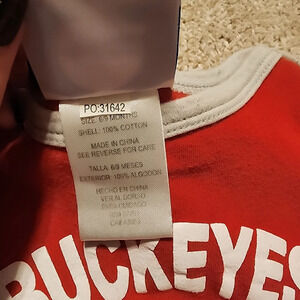 PO:31642
SIZE: 6/9 MONTHS
SHELL: 100% COTTON
MADE IN CHINA
SEE REVERSE FOR CARE
TALLA: 6/9 MESES
EXTERIOR: 100% ALGODON
HECHO EN CHINA
VER AL DORSO
BUCKEYES